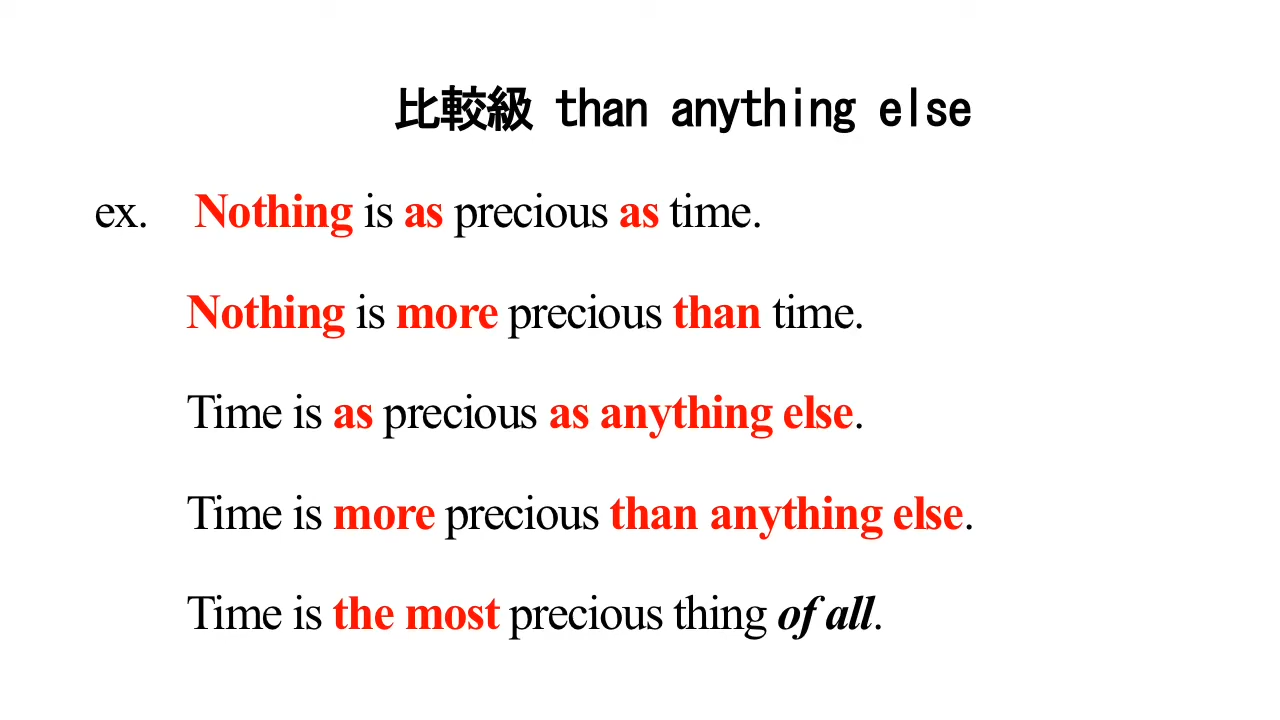 比較級 than anything else
ex. Nothing is as precious as time.
Nothing is more precious than time.
Time is as precious as anything else.
Time is more precious than anything else.
Time is the most precious thing of all.